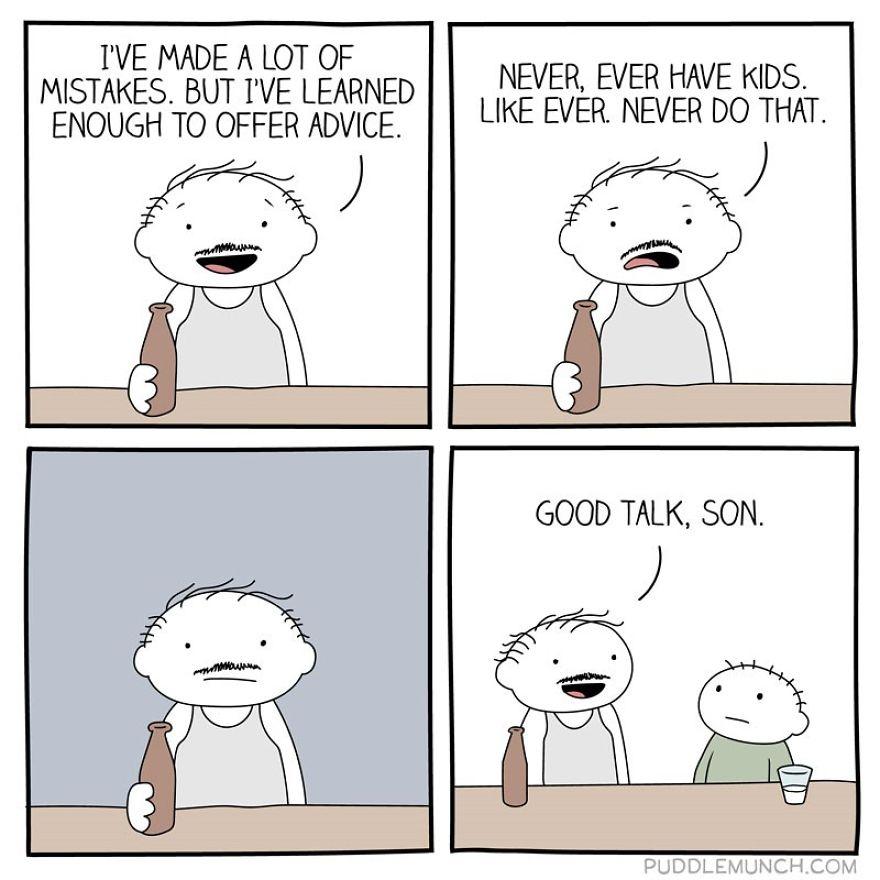 I'VE MADE A LOT OF
MISTAKES. BUT I'VE LEARNED
ENOUGH TO OFFER ADVICE.
NEVER, EVER HAVE KIDS.
LIKE EVER. NEVER DO THAT.
GOOD TALK, SON.
PUDDLEMUNCH.COM